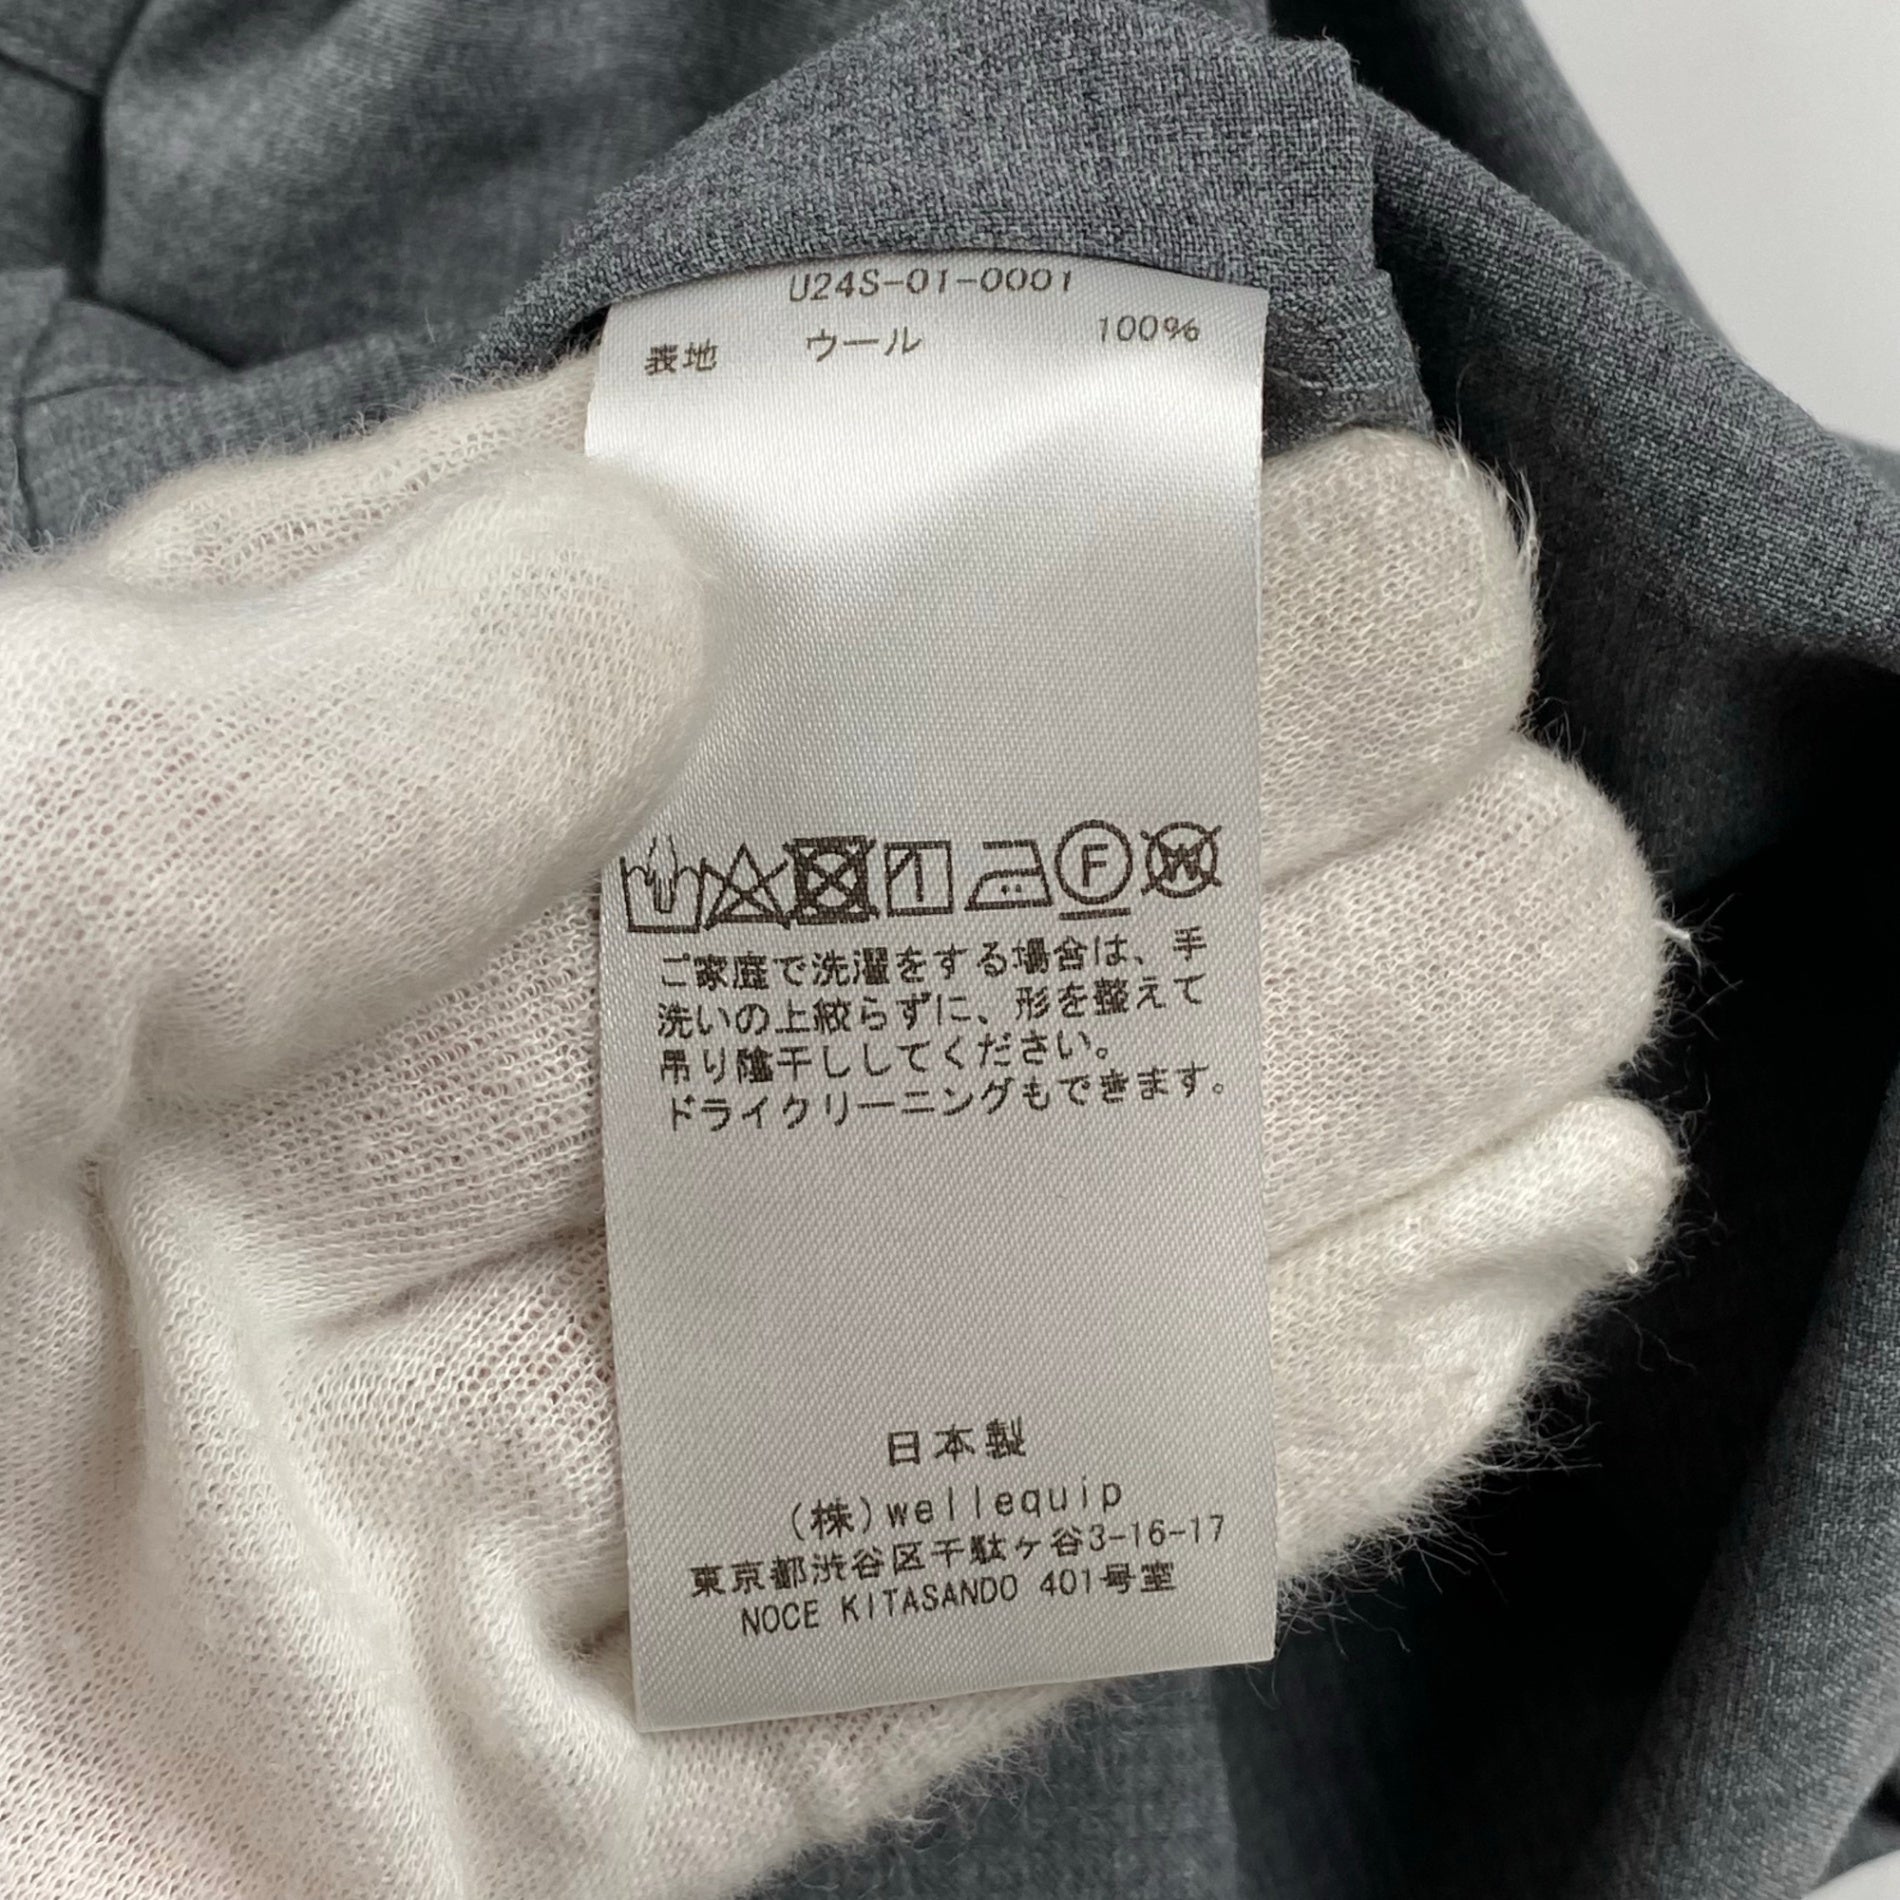 U24S-01-0001
表地 ウール 100%
F W
ご家庭で洗濯をする場合は、手
洗いの上絞らずに、形を整えて
吊り陰干ししてください。
ドライクリーニングもできます。
日本製
(株)wellequip
東京都渋谷区千駄ヶ谷3-16-17
NOCE KITASANDO 401号室